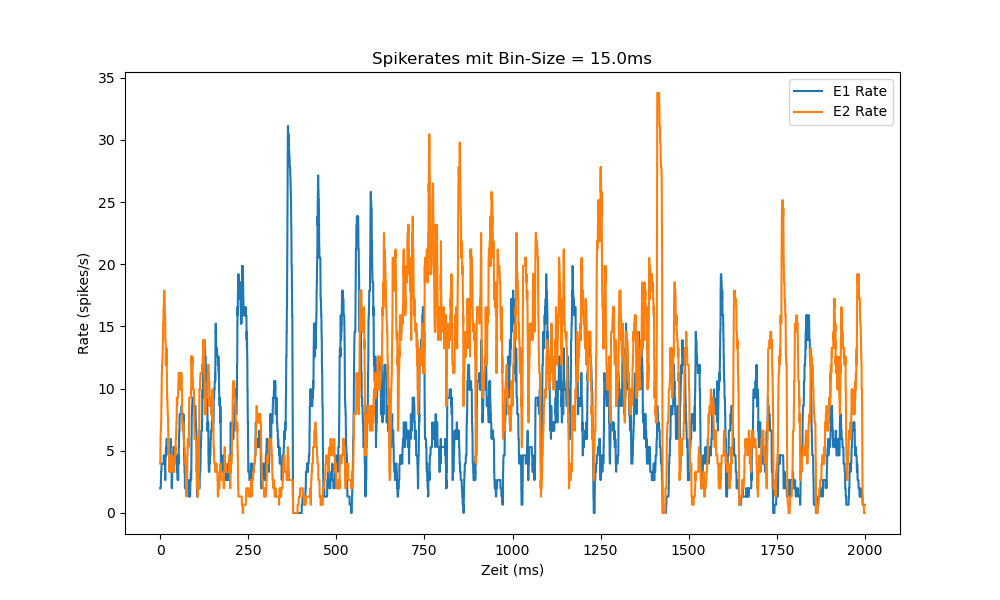 Spikerates mit Bin-Size = 15.0ms
E1 Rate
E2 Rate
Rate (spikes/s)
35
30
25
20
15
10
5
0
0 250 500 750 1000 1250 1500 1750 2000
Zeit (ms)